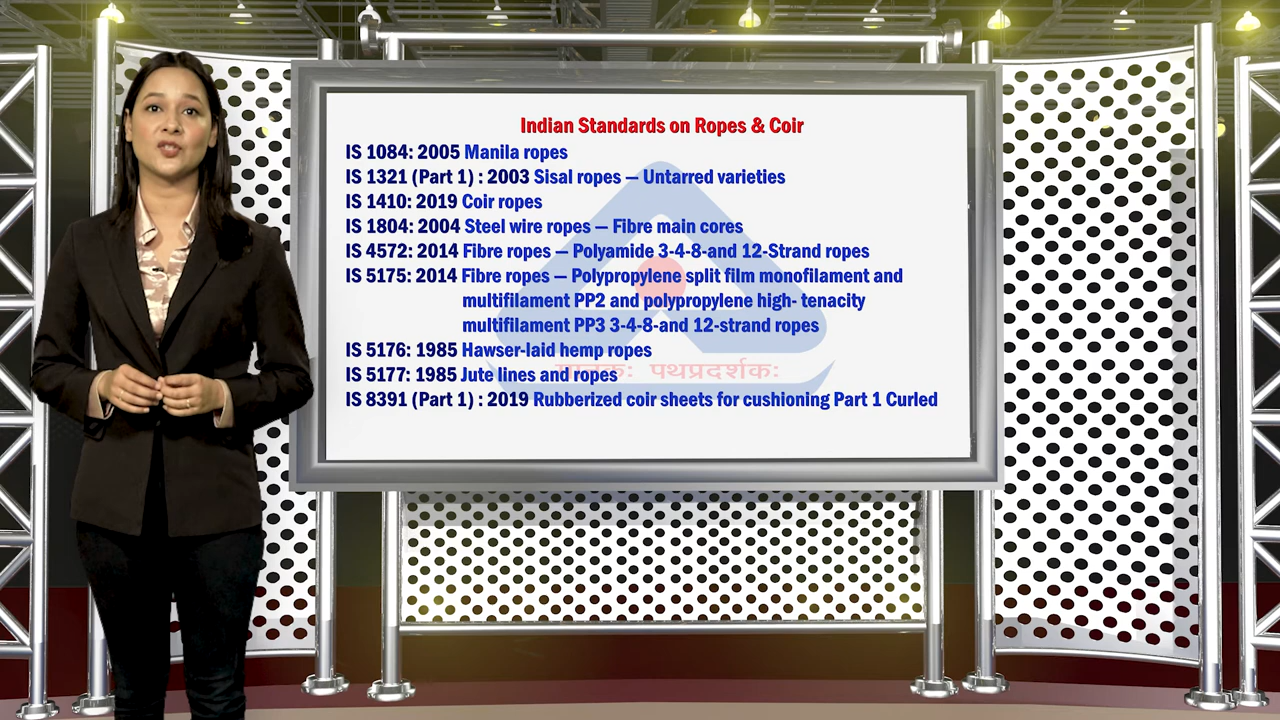 Indian Standards on Ropes & Coir
IS 1084: 2005 Manila ropes
IS 1321 (Part 1) : 2003 Sisal ropes – Untarred varieties
IS 1410: 2019 Coir ropes
IS 1804: 2004 Steel wire ropes – Fibre main cores
IS 4572: 2014 Fibre ropes – Polyamide 3-4-8-and 12-Strand ropes
IS 5175: 2014 Fibre ropes – Polypropylene split film monofilament and
multifilament PP2 and polypropylene high- tenacity
multifilament PP3 3-4-8-and 12-strand ropes
IS 5176: 1985 Hawser-laid hemp ropes
IS 5177: 1985 Jute lines and ropes
पथप्रदर्शकः
IS 8391 (Part 1) : 2019 Rubberized coir sheets for cushioning Part 1 Curled